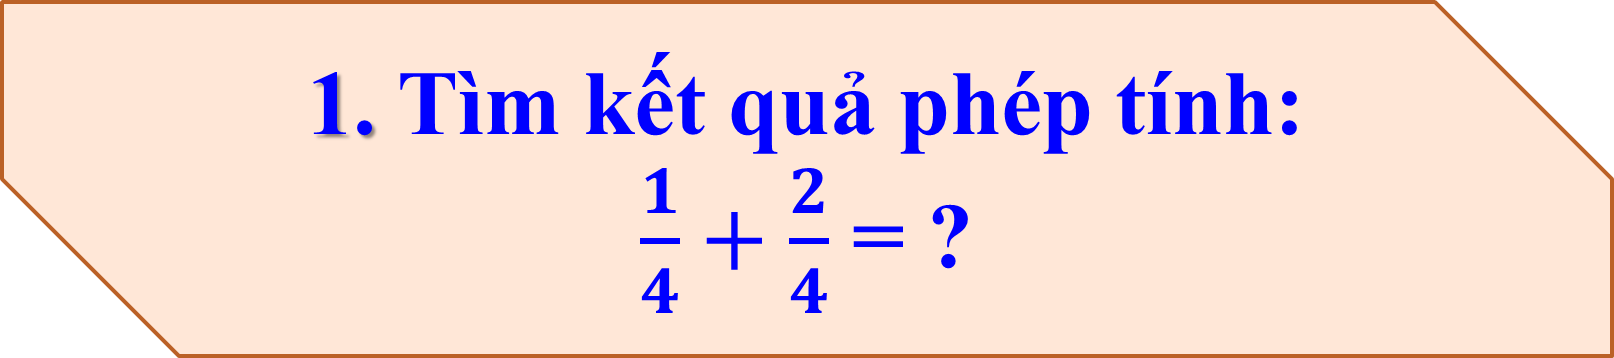 1. Tìm kết quả phép tính:
1/4 + 2/4 = ?